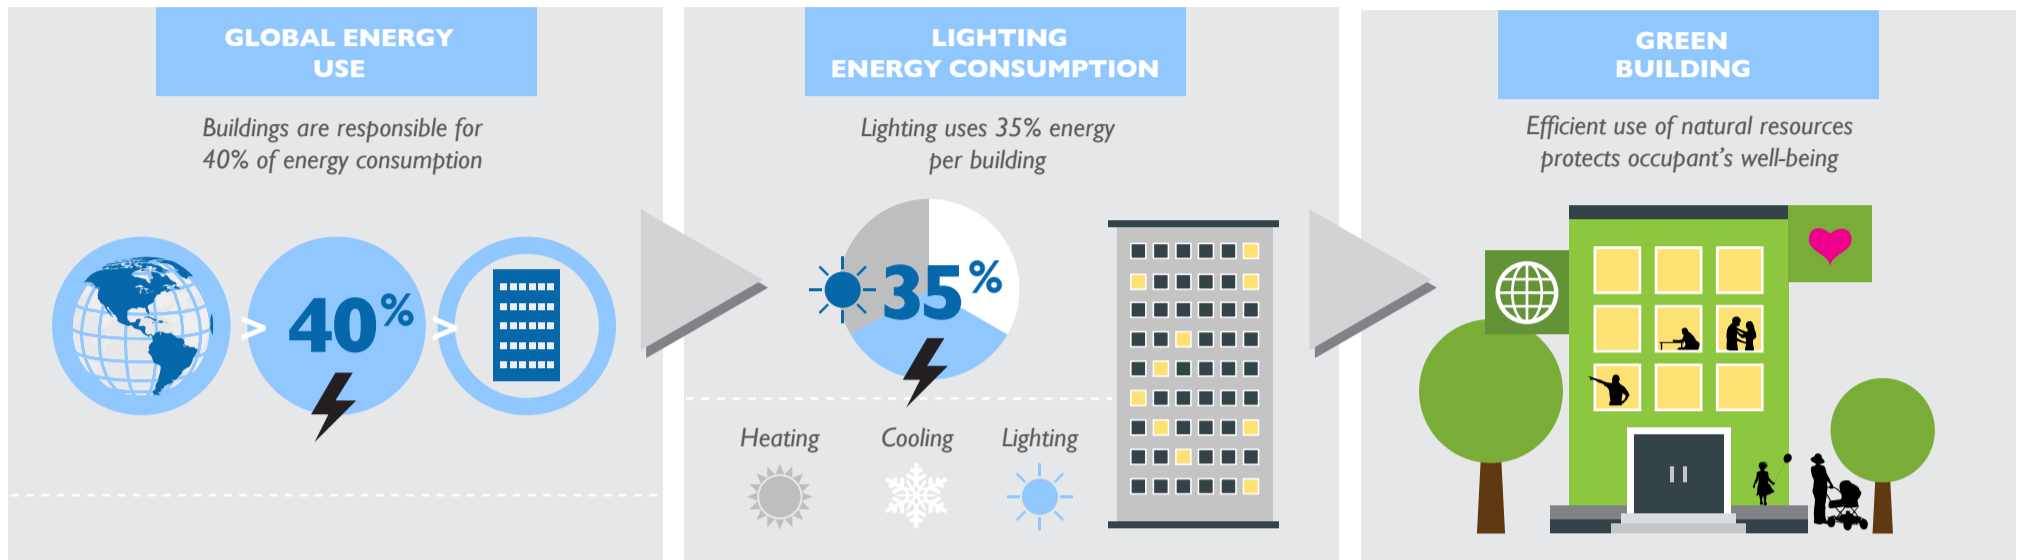 GLOBAL ENERGY
USE
Buildings are responsible for
40% of energy consumption
> 40% >
LIGHTING
ENERGY CONSUMPTION
Lighting uses 35% energy
per building
35%
Heating
Cooling
Lighting
GREEN
BUILDING
Efficient use of natural resources
protects occupant’s well-being